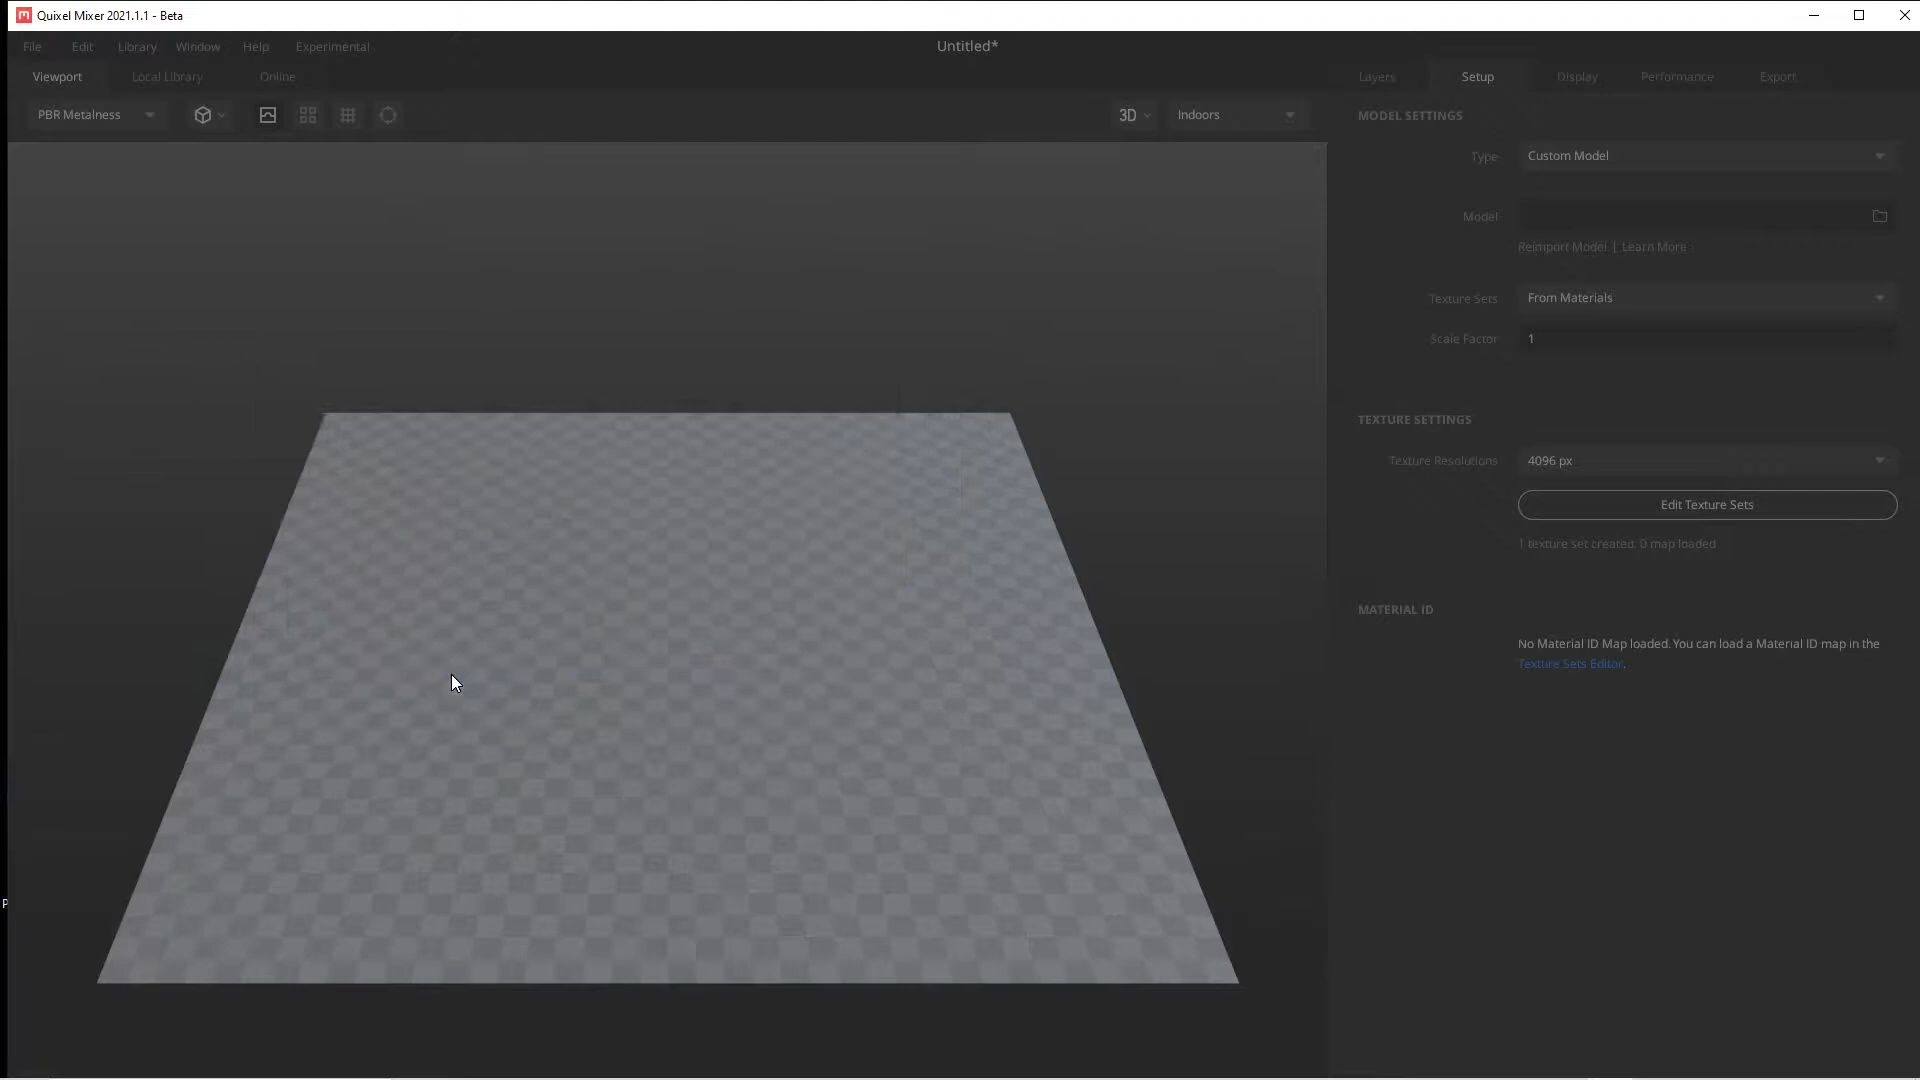 Quixel Mixer 2021.1.1 - Beta
File Edit Library Window Help Experimental
Untitled*
Viewport Local Library Online
Layers Setup Display Performance Export
PBR Metalness
3D Indoors
MODEL SETTINGS
Type Custom Model
Model
Reimport Model | Learn More
Texture Sets From Materials
Scale Factor 1
TEXTURE SETTINGS
Texture Resolutions 4096 px
Edit Texture Sets
1 texture set created. 0 map loaded
MATERIAL ID
No Material ID Map loaded. You can load a Material ID map in the
Texture Sets Editor.
P